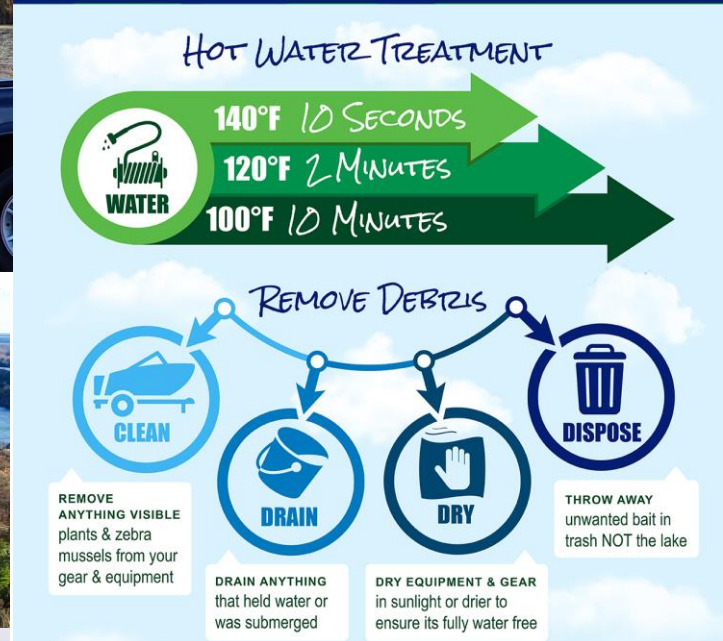 HOT WATER TREATMENT
140°F 10 SECONDS
120°F 2 MINUTES
WATER
100°F 10 MINUTES
REMOVE DEBRIS
CLEAN
DRAIN
DRY
DISPOSE
REMOVE
ANYTHING VISIBLE
plants & zebra
mussels from your
gear & equipment
DRAIN ANYTHING
that held water or
was submerged
DRY EQUIPMENT & GEAR
in sunlight or drier to
ensure its fully water free
THROW AWAY
unwanted bait in
trash NOT the lake